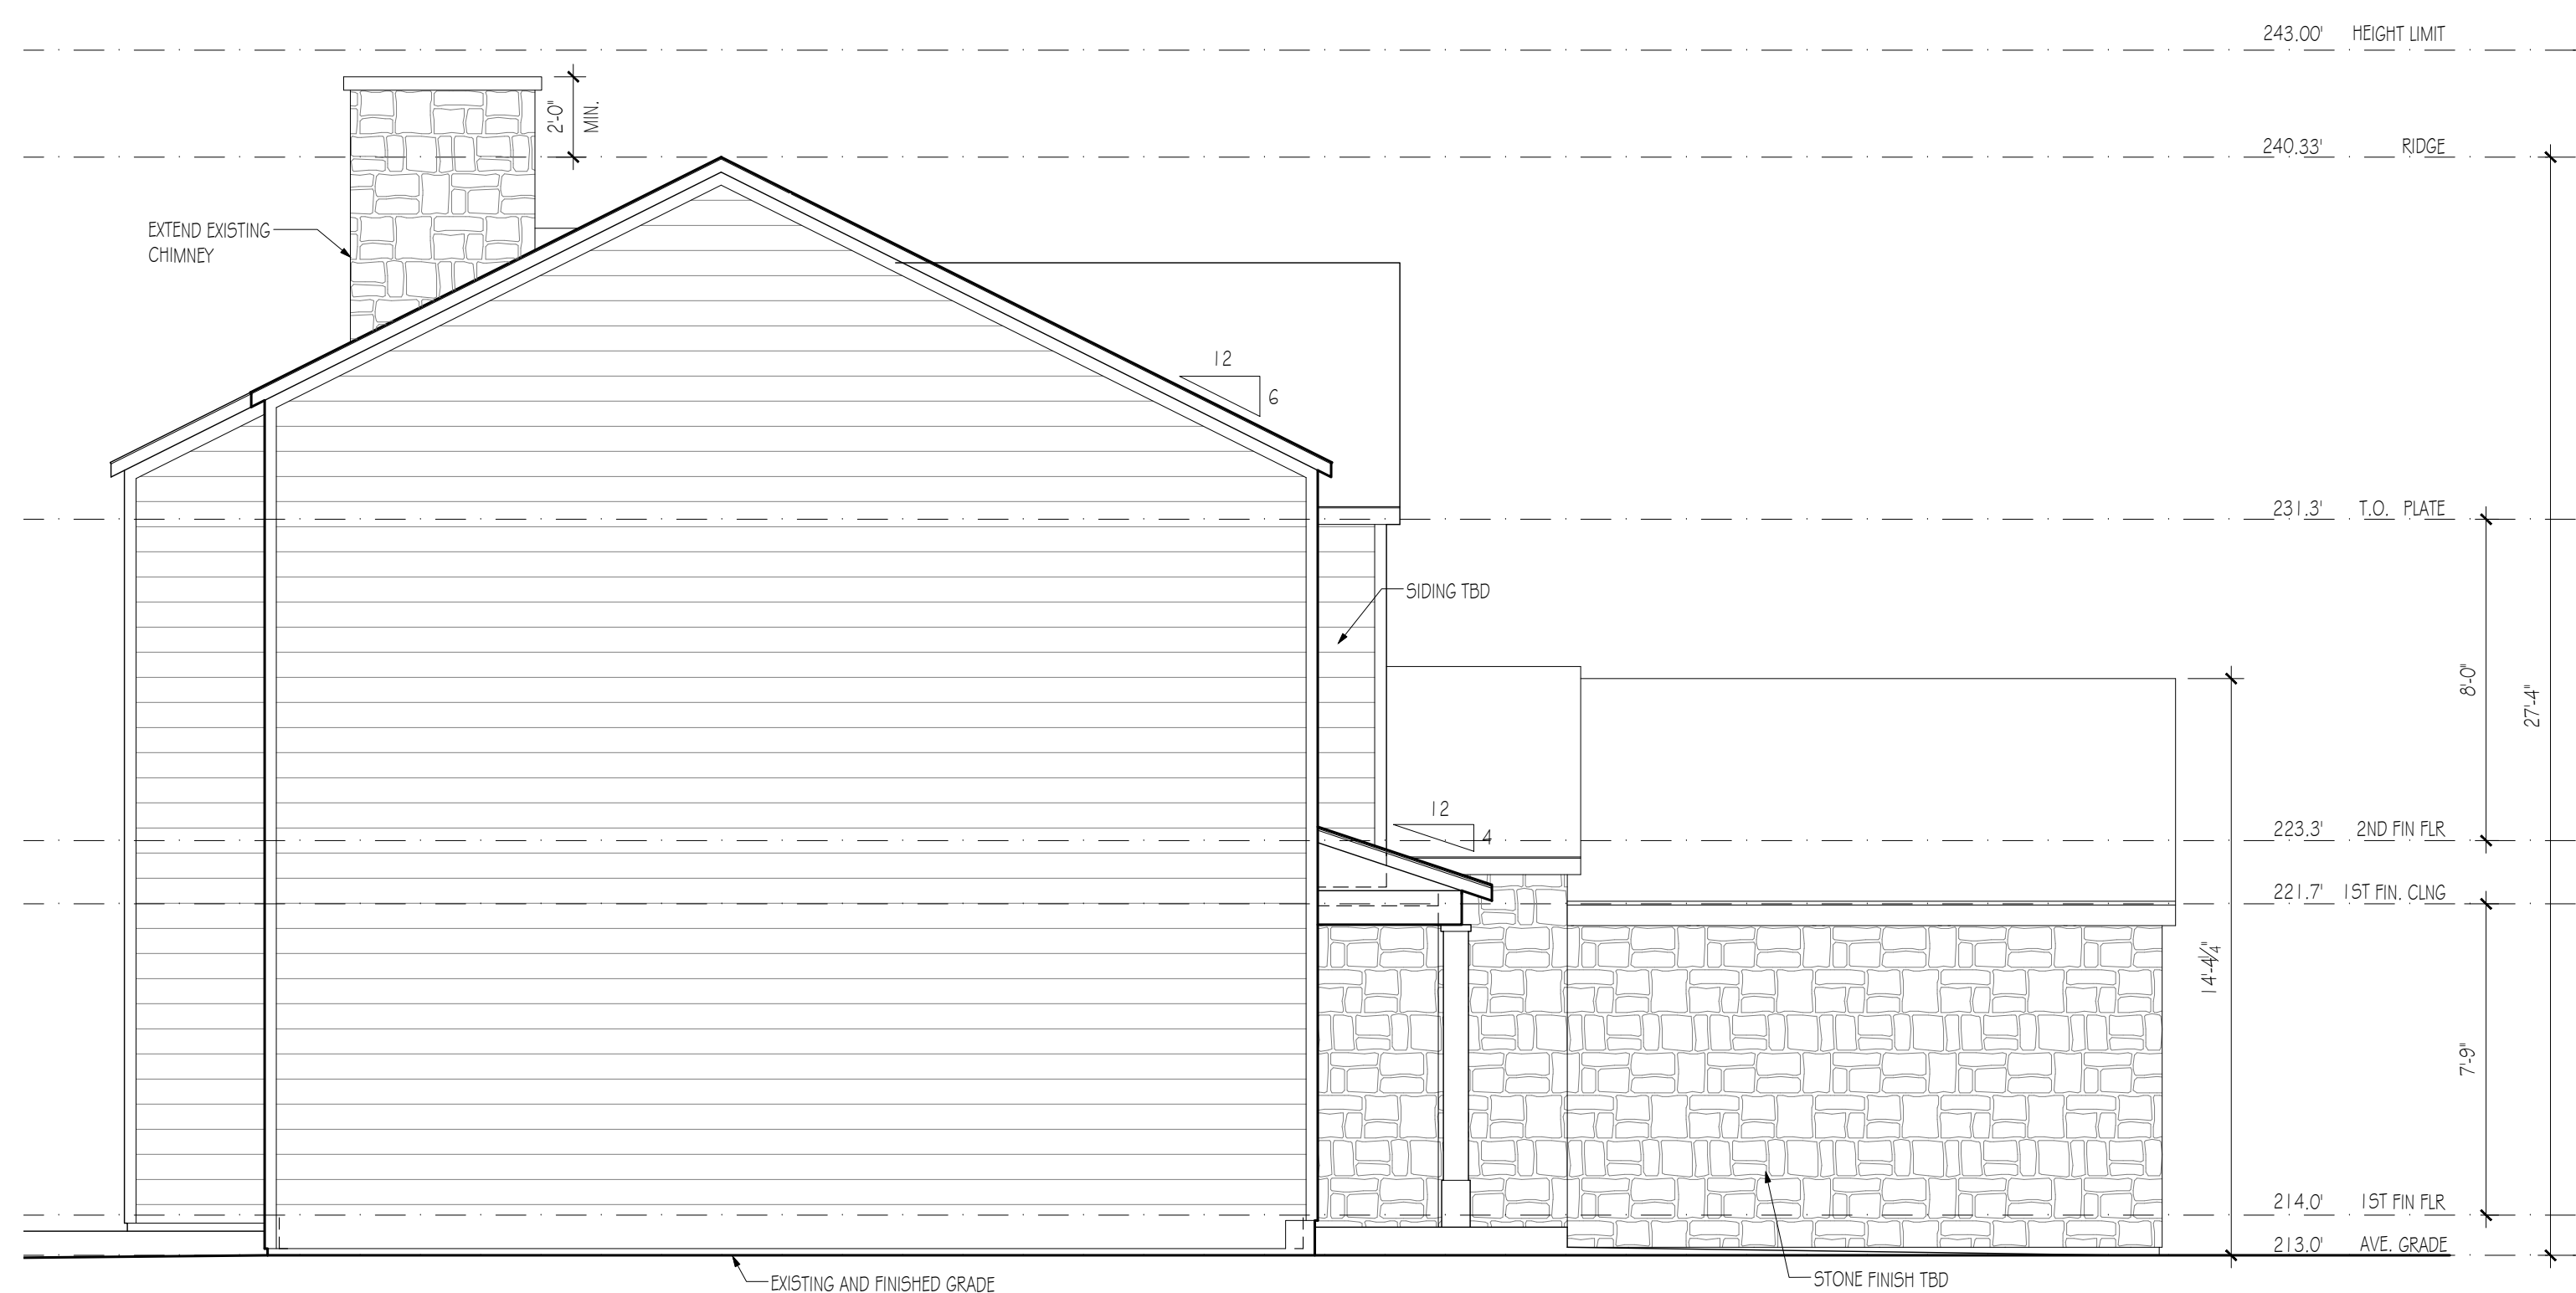 243.00' HEIGHT LIMIT
2'-0"
MIN.
240.33' RIDGE
EXTEND EXISTING
CHIMNEY
12
6
231.3' T.O. PLATE
SIDING TBD
8'-0"
27'-4"
12
4
223.3' 2ND FIN FLR
221.7' 1ST FIN. CLNG
14'-4¼"
7'-9"
214.0' 1ST FIN FLR
213.0' AVE. GRADE
EXISTING AND FINISHED GRADE
STONE FINISH TBD